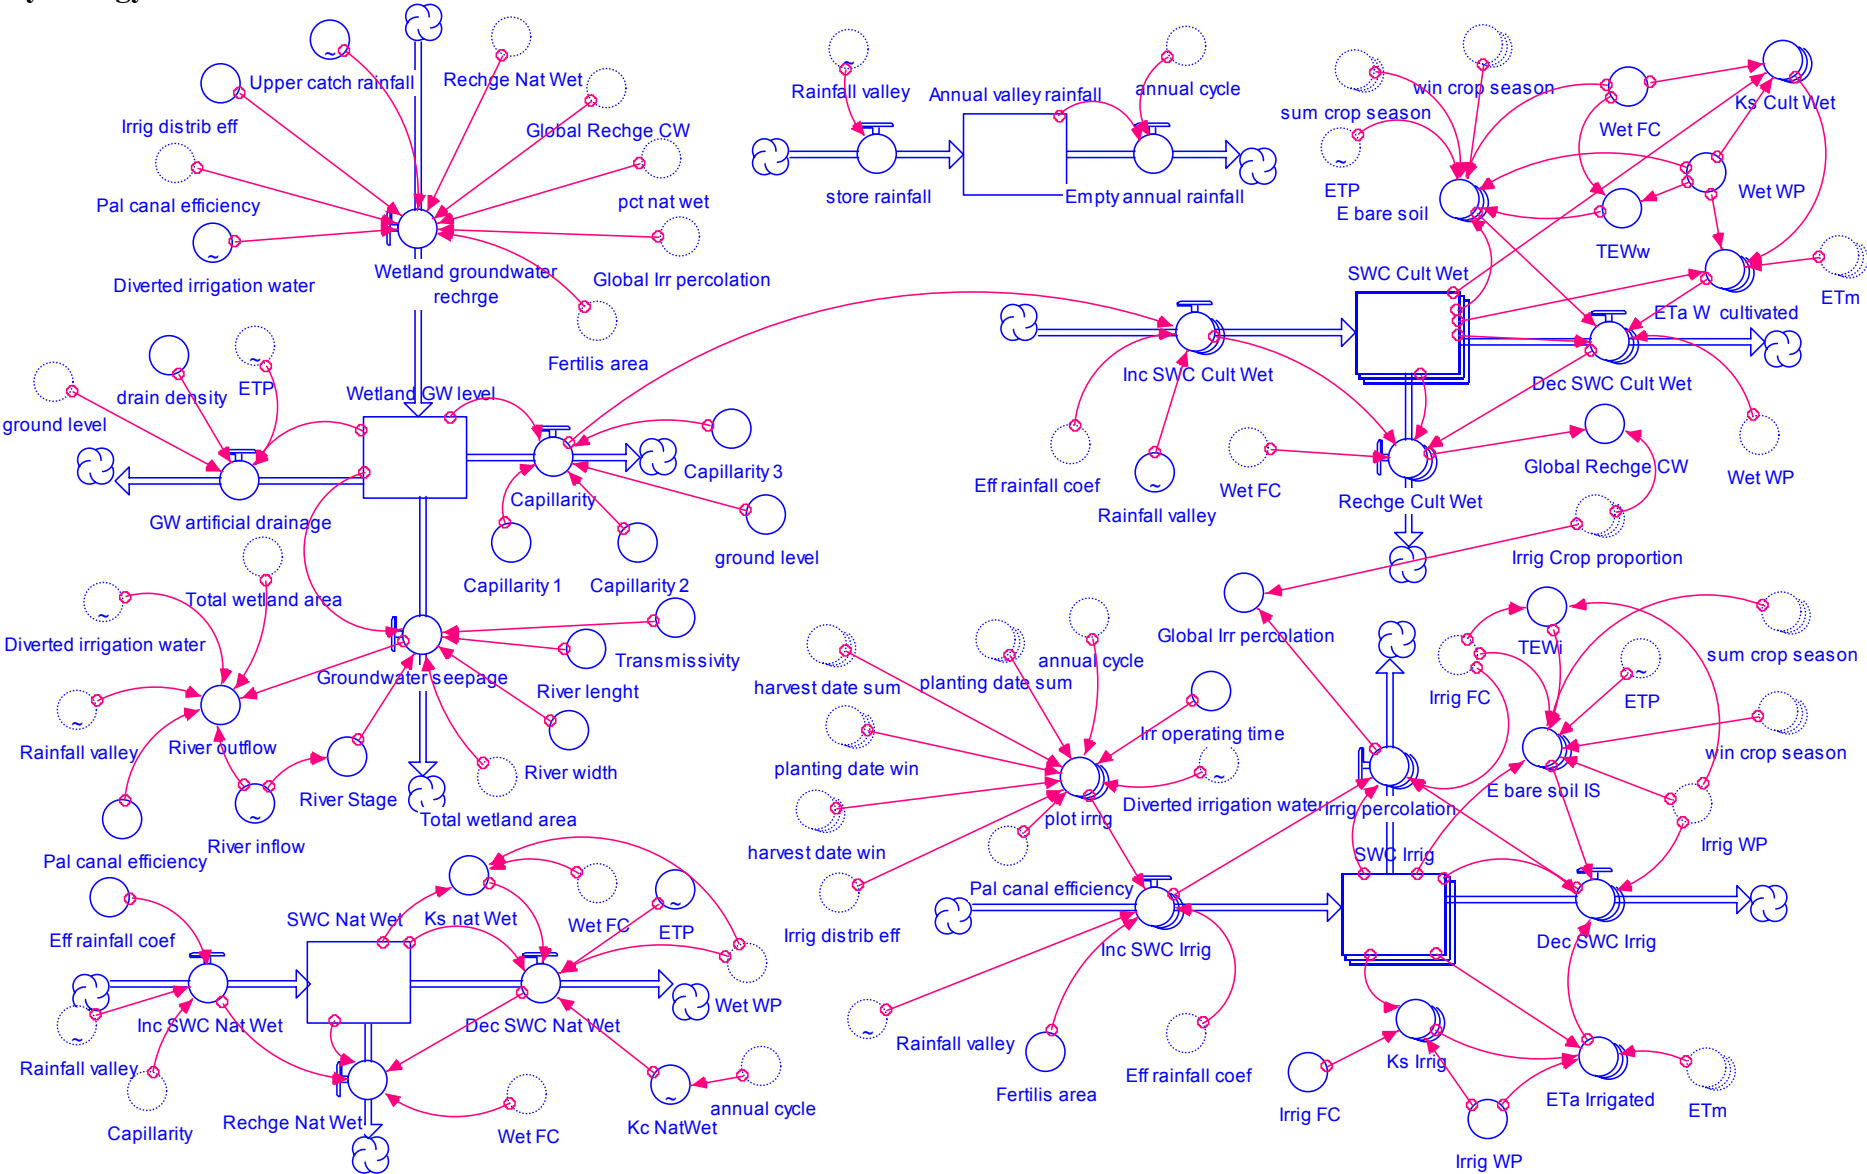 Upper catch rainfall
Rechge Nat Wet
Irrig distrib eff
Global Rechge CW
Pal canal efficiency
pct nat wet
Diverted irrigation water
Wetland groundwater
rechrge
Global Irr percolation
Fertilis area
Rainfall valley
Annual valley rainfall
annual cycle
store rainfall
Empty annual rainfall
win crop season
sum crop season
Ks Cult Wet
Wet FC
ETP
Wet WP
E bare soil
TEWw
SWC Cult Wet
ETm
ETa W cultivated
Inc SWC Cult Wet
Dec SWC Cult Wet
ground level
drain density
ETP
Wetland GW level
Capillarity 3
Capillarity
GW artificial drainage
ground level
Capillarity 1
Capillarity 2
Eff rainfall coef
Rainfall valley
Wet FC
Rechge Cult Wet
Global Rechge CW
Wet WP
Irrig Crop proportion
Total wetland area
Diverted irrigation water
Transmissivity
Groundwater seepage
River lenght
Rainfall valley
River outflow
River Stage
River width
Total wetland area
River inflow
Pal canal efficiency
Global Irr percolation
annual cycle
harvest date sum
planting date sum
Irr operating time
planting date win
Diverted irrigation water
plot irrig
Irrig percolation
harvest date win
Pal canal efficiency
Irrig distrib eff
TEWi
sum crop season
Irrig FC
ETP
win crop season
E bare soil IS
Irrig WP
SWC Irrig
Inc SWC Irrig
Dec SWC Irrig
Eff rainfall coef
SWC Nat Wet
Ks nat Wet
Wet FC
ETP
Wet WP
Inc SWC Nat Wet
Dec SWC Nat Wet
Rainfall valley
Capillarity
Rechge Nat Wet
Wet FC
Kc NatWet
annual cycle
Rainfall valley
Fertilis area
Eff rainfall coef
Ks Irrig
Irrig FC
ETa Irrigated
ETm
Irrig WP